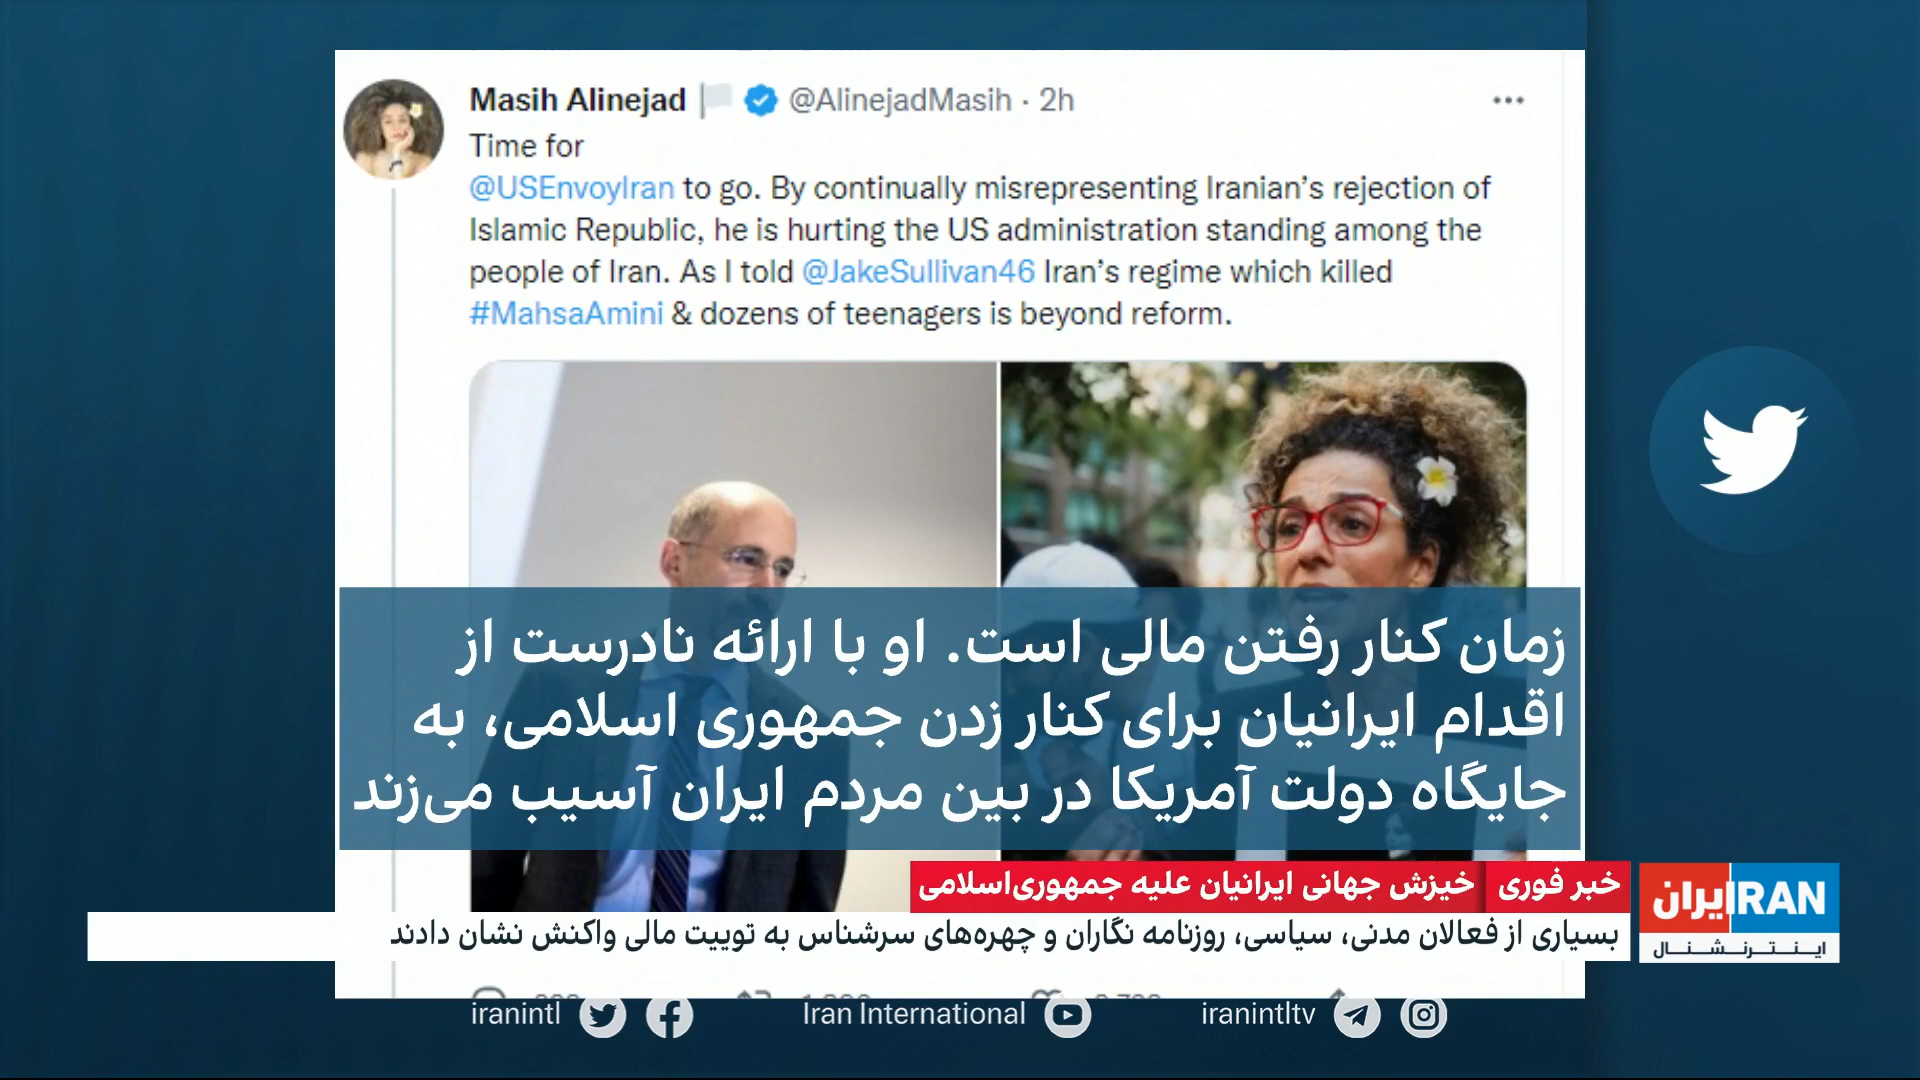 Masih Alinejad @AlinejadMasih · 2h
Time for
@USEnvoyIran to go. By continually misrepresenting Iranian’s rejection of
Islamic Republic, he is hurting the US administration standing among the
people of Iran. As I told @JakeSullivan46 Iran’s regime which killed
#MahsaAmini & dozens of teenagers is beyond reform.
زمان کنار رفتن مالی است. او با ارائه نادرست از
اقدام ایرانیان برای کنار زدن جمهوری اسلامی، به
جایگاه دولت آمریکا در بین مردم ایران آسیب می‌زند
خبر فوری
خیزش جهانی ایرانیان علیه جمهوری‌اسلامی
بسیاری از فعالان مدنی، سیاسی، روزنامه نگاران و چهره‌های سرشناس به توییت مالی واکنش نشان دادند
ایران IRAN
اینترنشنال
iranintl
Iran International
iranintltv